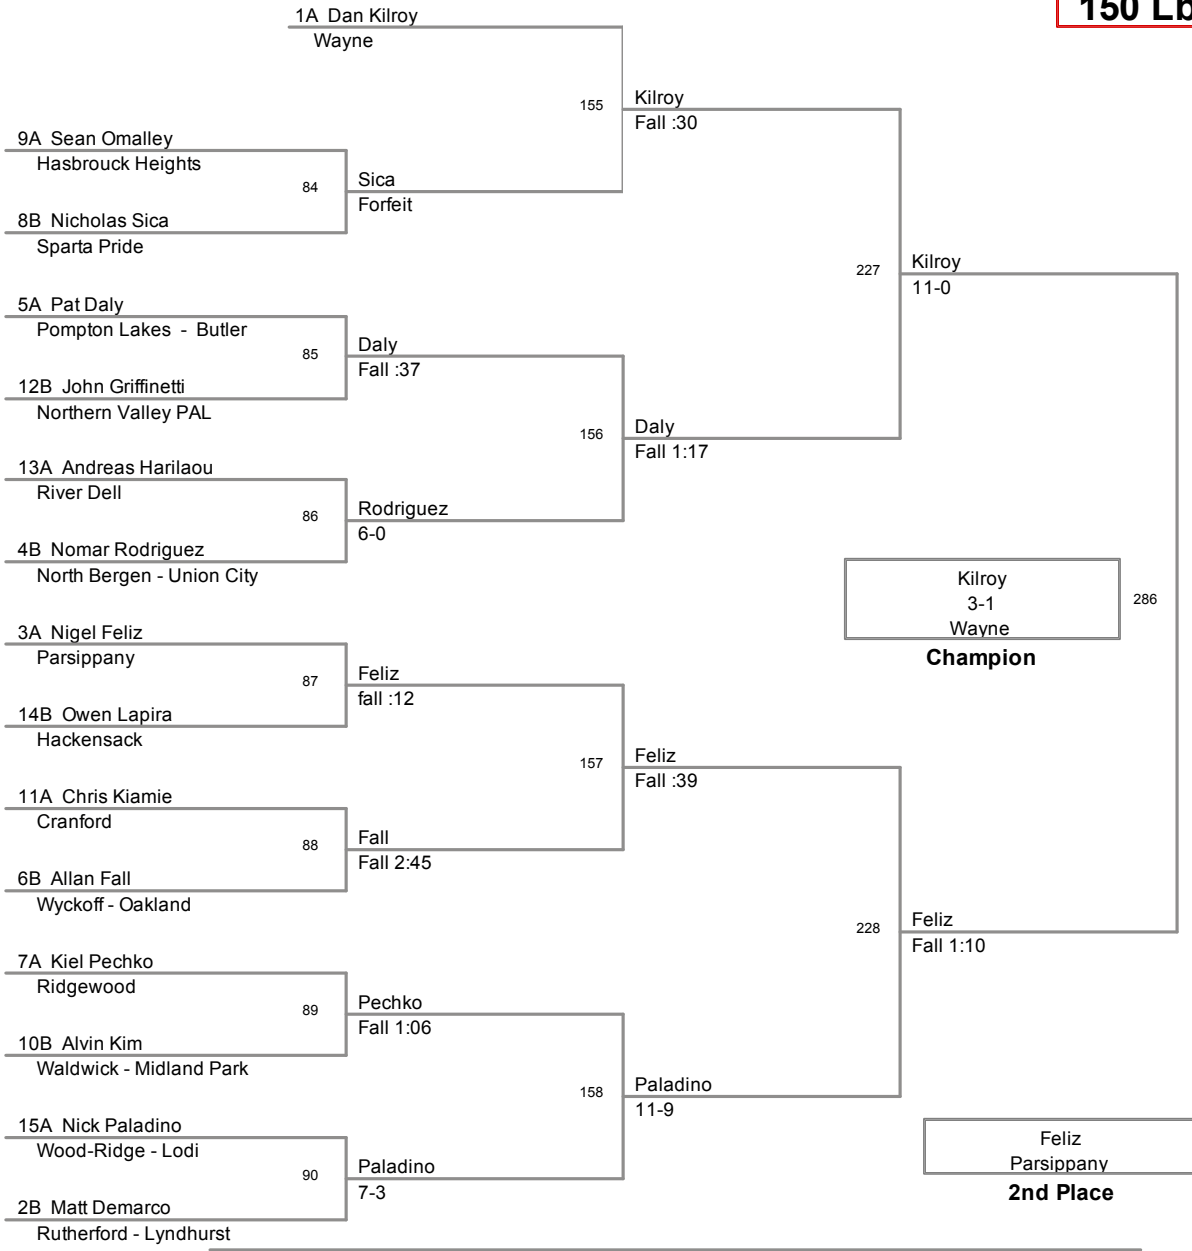 1A Dan Kilroy
Wayne
150 Lb
155
Kilroy
Fall :30
9A Sean Omalley
Hasbrouck Heights
84
Sica
Forfeit
8B Nicholas Sica
Sparta Pride
227
Kilroy
11-0
5A Pat Daly
Pompton Lakes - Butler
85
Daly
Fall :37
12B John Griffinetti
Northern Valley PAL
156
Daly
Fall 1:17
13A Andreas Harilaou
River Dell
86
Rodriguez
6-0
4B Nomar Rodriguez
North Bergen - Union City
Kilroy
3-1
Wayne
Champion
286
3A Nigel Feliz
Parsippany
87
Feliz
fall :12
14B Owen Lapira
Hackensack
157
Feliz
Fall :39
11A Chris Kiamie
Cranford
88
Fall
Fall 2:45
6B Allan Fall
Wyckoff - Oakland
228
Feliz
Fall 1:10
7A Kiel Pechko
Ridgewood
89
Pechko
Fall 1:06
10B Alvin Kim
Waldwick - Midland Park
158
Paladino
11-9
15A Nick Paladino
Wood-Ridge - Lodi
90
Paladino
7-3
2B Matt Demarco
Rutherford - Lyndhurst
Feliz
Parsippany
2nd Place